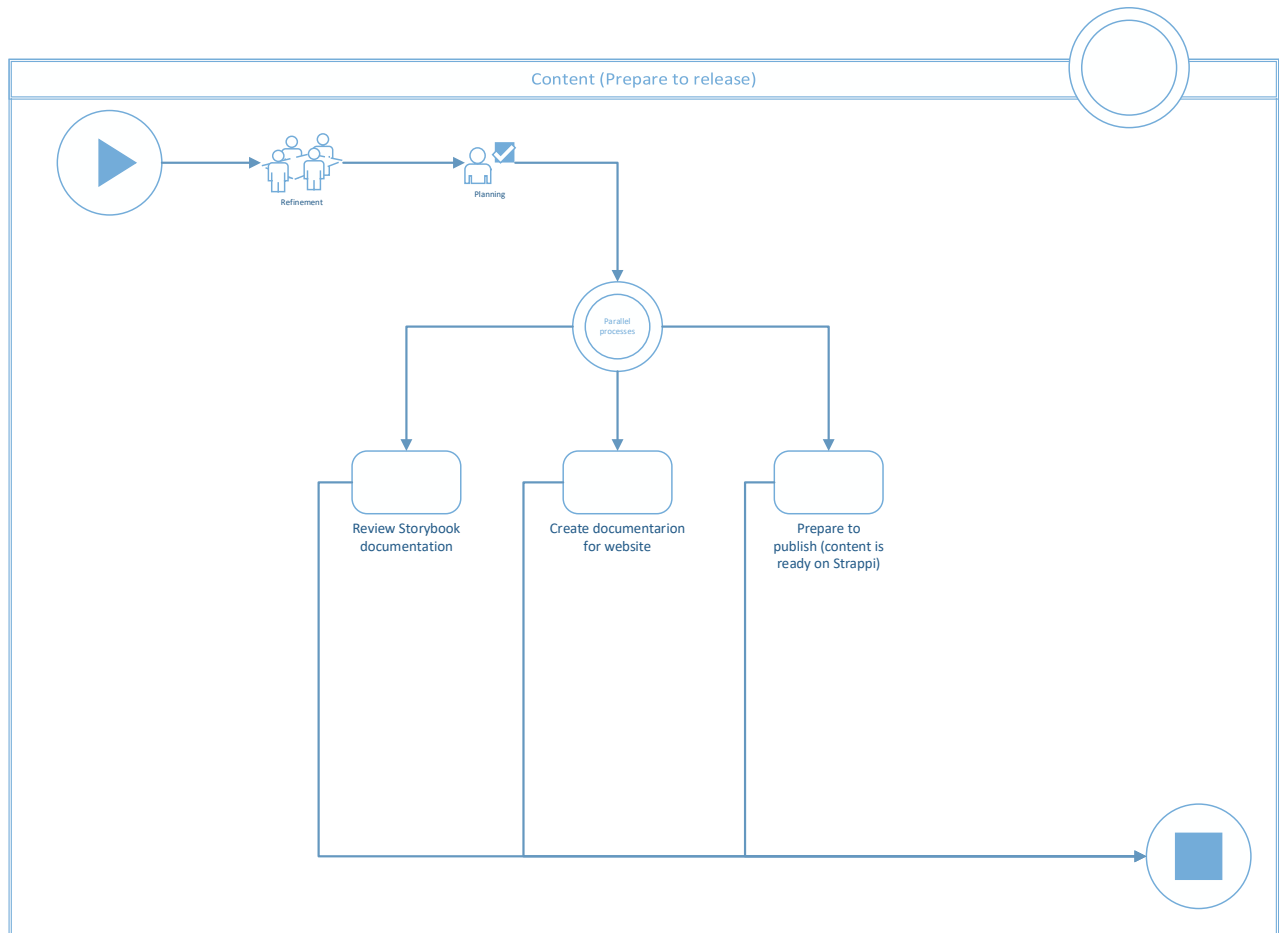 Content (Prepare to release)
Refinement
Planning
Parallel
processes
Review Storybook
documentation
Create documentarion
for website
Prepare to
publish (content is
ready on Strappi)